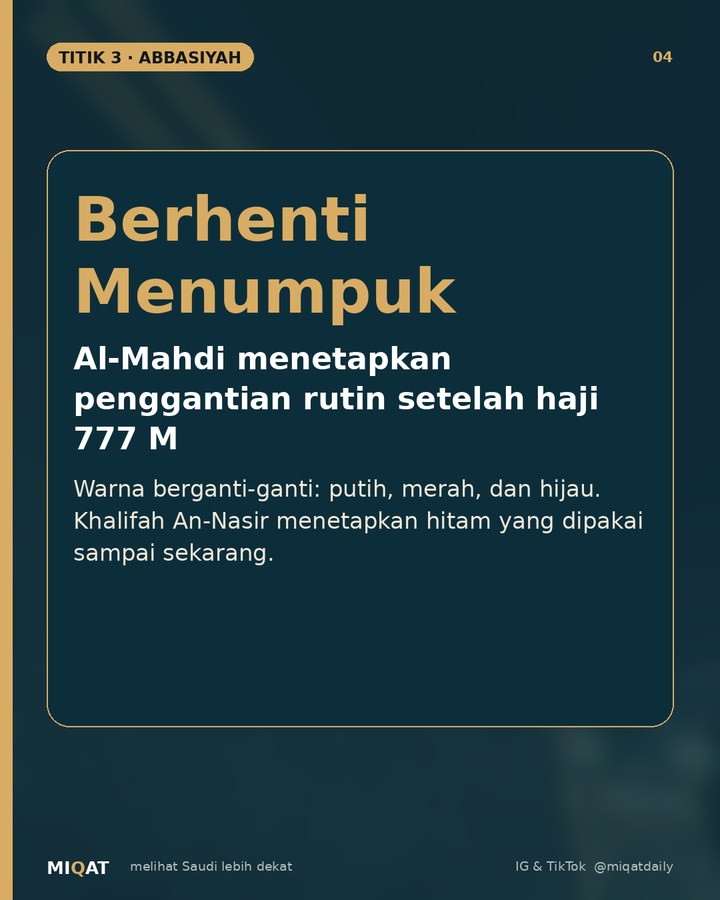 TITIK 3 · ABBASIYAH
04
Berhenti
Menumpuk
Al-Mahdi menetapkan
penggantian rutin setelah haji
777 M
Warna berganti-ganti: putih, merah, dan hijau.
Khalifah An-Nasir menetapkan hitam yang dipakai
sampai sekarang.
MIQAT melihat Saudi lebih dekat
IG & TikTok @miqatdaily